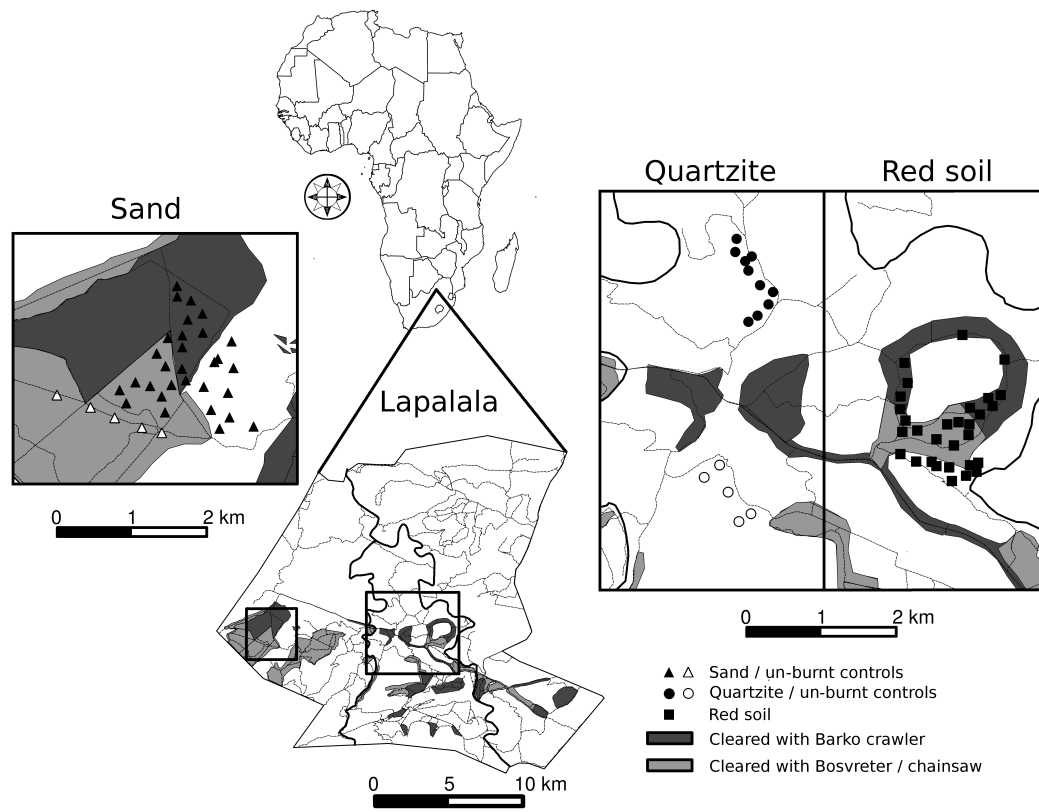 Quartzite
Red soil
Sand
Lapalala
0 1 2 km
0 1 2 km
Sand / un-burnt controls
Quartzite / un-burnt controls
Red soil
Cleared with Barko crawler
Cleared with Bosvreter / chainsaw
0 5 10 km